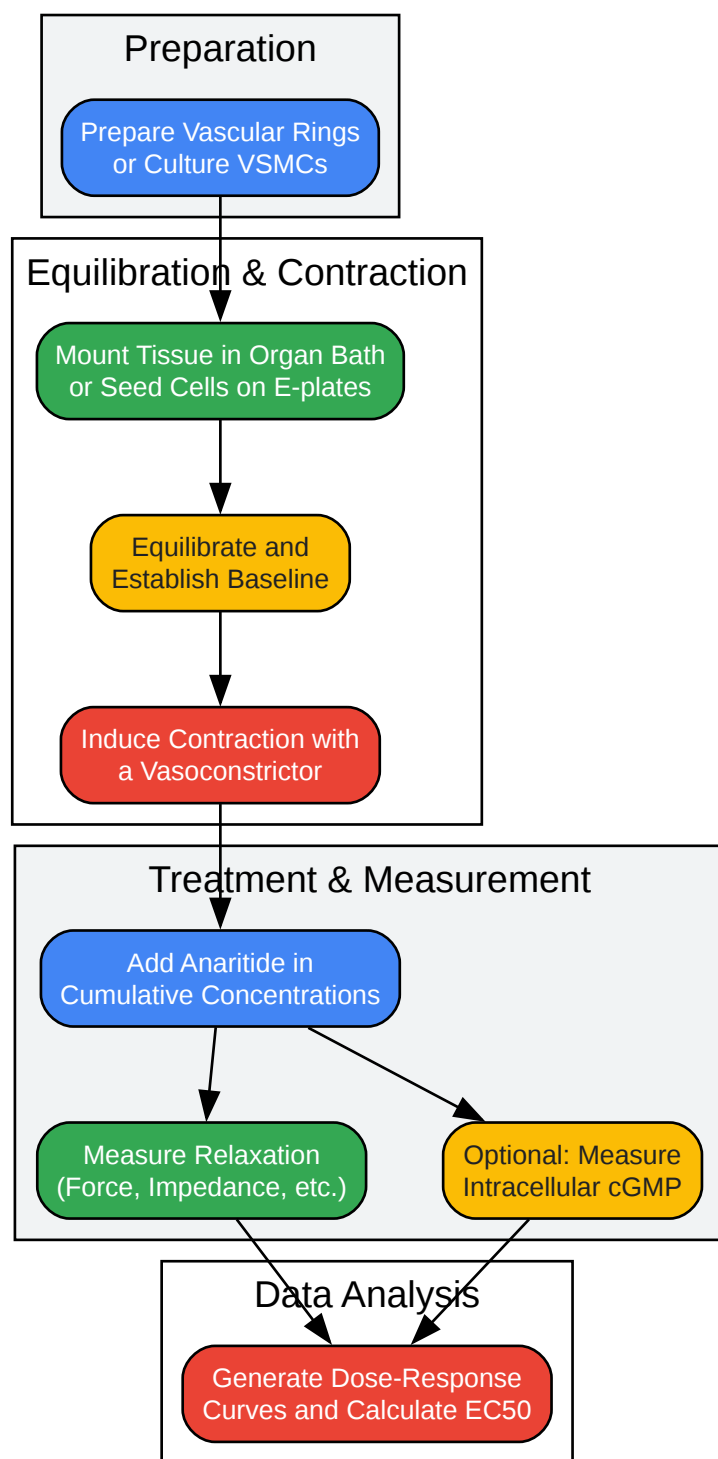 Preparation
Prepare Vascular Rings
or Culture VSMCs
Equilibration & Contraction
Mount Tissue in Organ Bath
or Seed Cells on E-plates
Equilibrate and
Establish Baseline
Induce Contraction with
a Vasoconstrictor
Treatment & Measurement
Add Anaritide in
Cumulative Concentrations
Measure Relaxation
(Force, Impedance, etc.)
Optional: Measure
Intracellular cGMP
Data Analysis
Generate Dose-Response
Curves and Calculate EC50